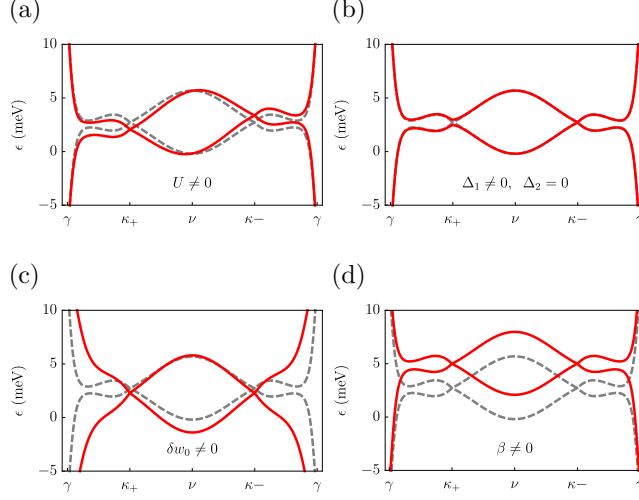 (a)
(b)
10
5
0
−5
ϵ (meV)
U ≠ 0
γ κ+ ν κ− γ
10
5
0
−5
ϵ (meV)
Δ1 ≠ 0, Δ2 = 0
γ κ+ ν κ− γ
(c)
(d)
10
5
0
−5
ϵ (meV)
δw0 ≠ 0
γ κ+ ν κ− γ
10
5
0
−5
ϵ (meV)
β ≠ 0
γ κ+ ν κ− γ